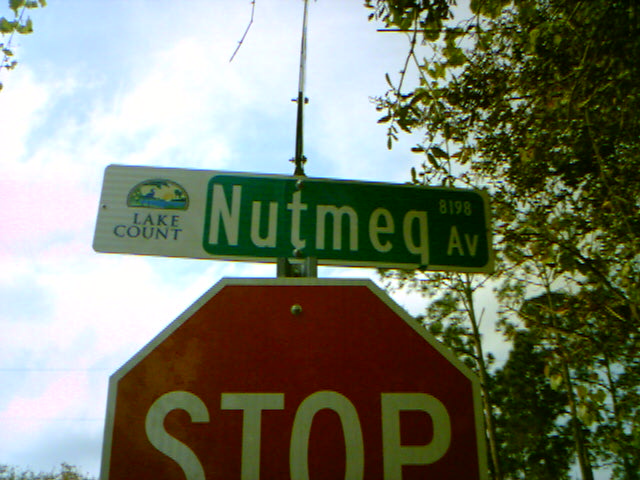 LAKE
COUNT
Nutmeg
8198
Av
STOP